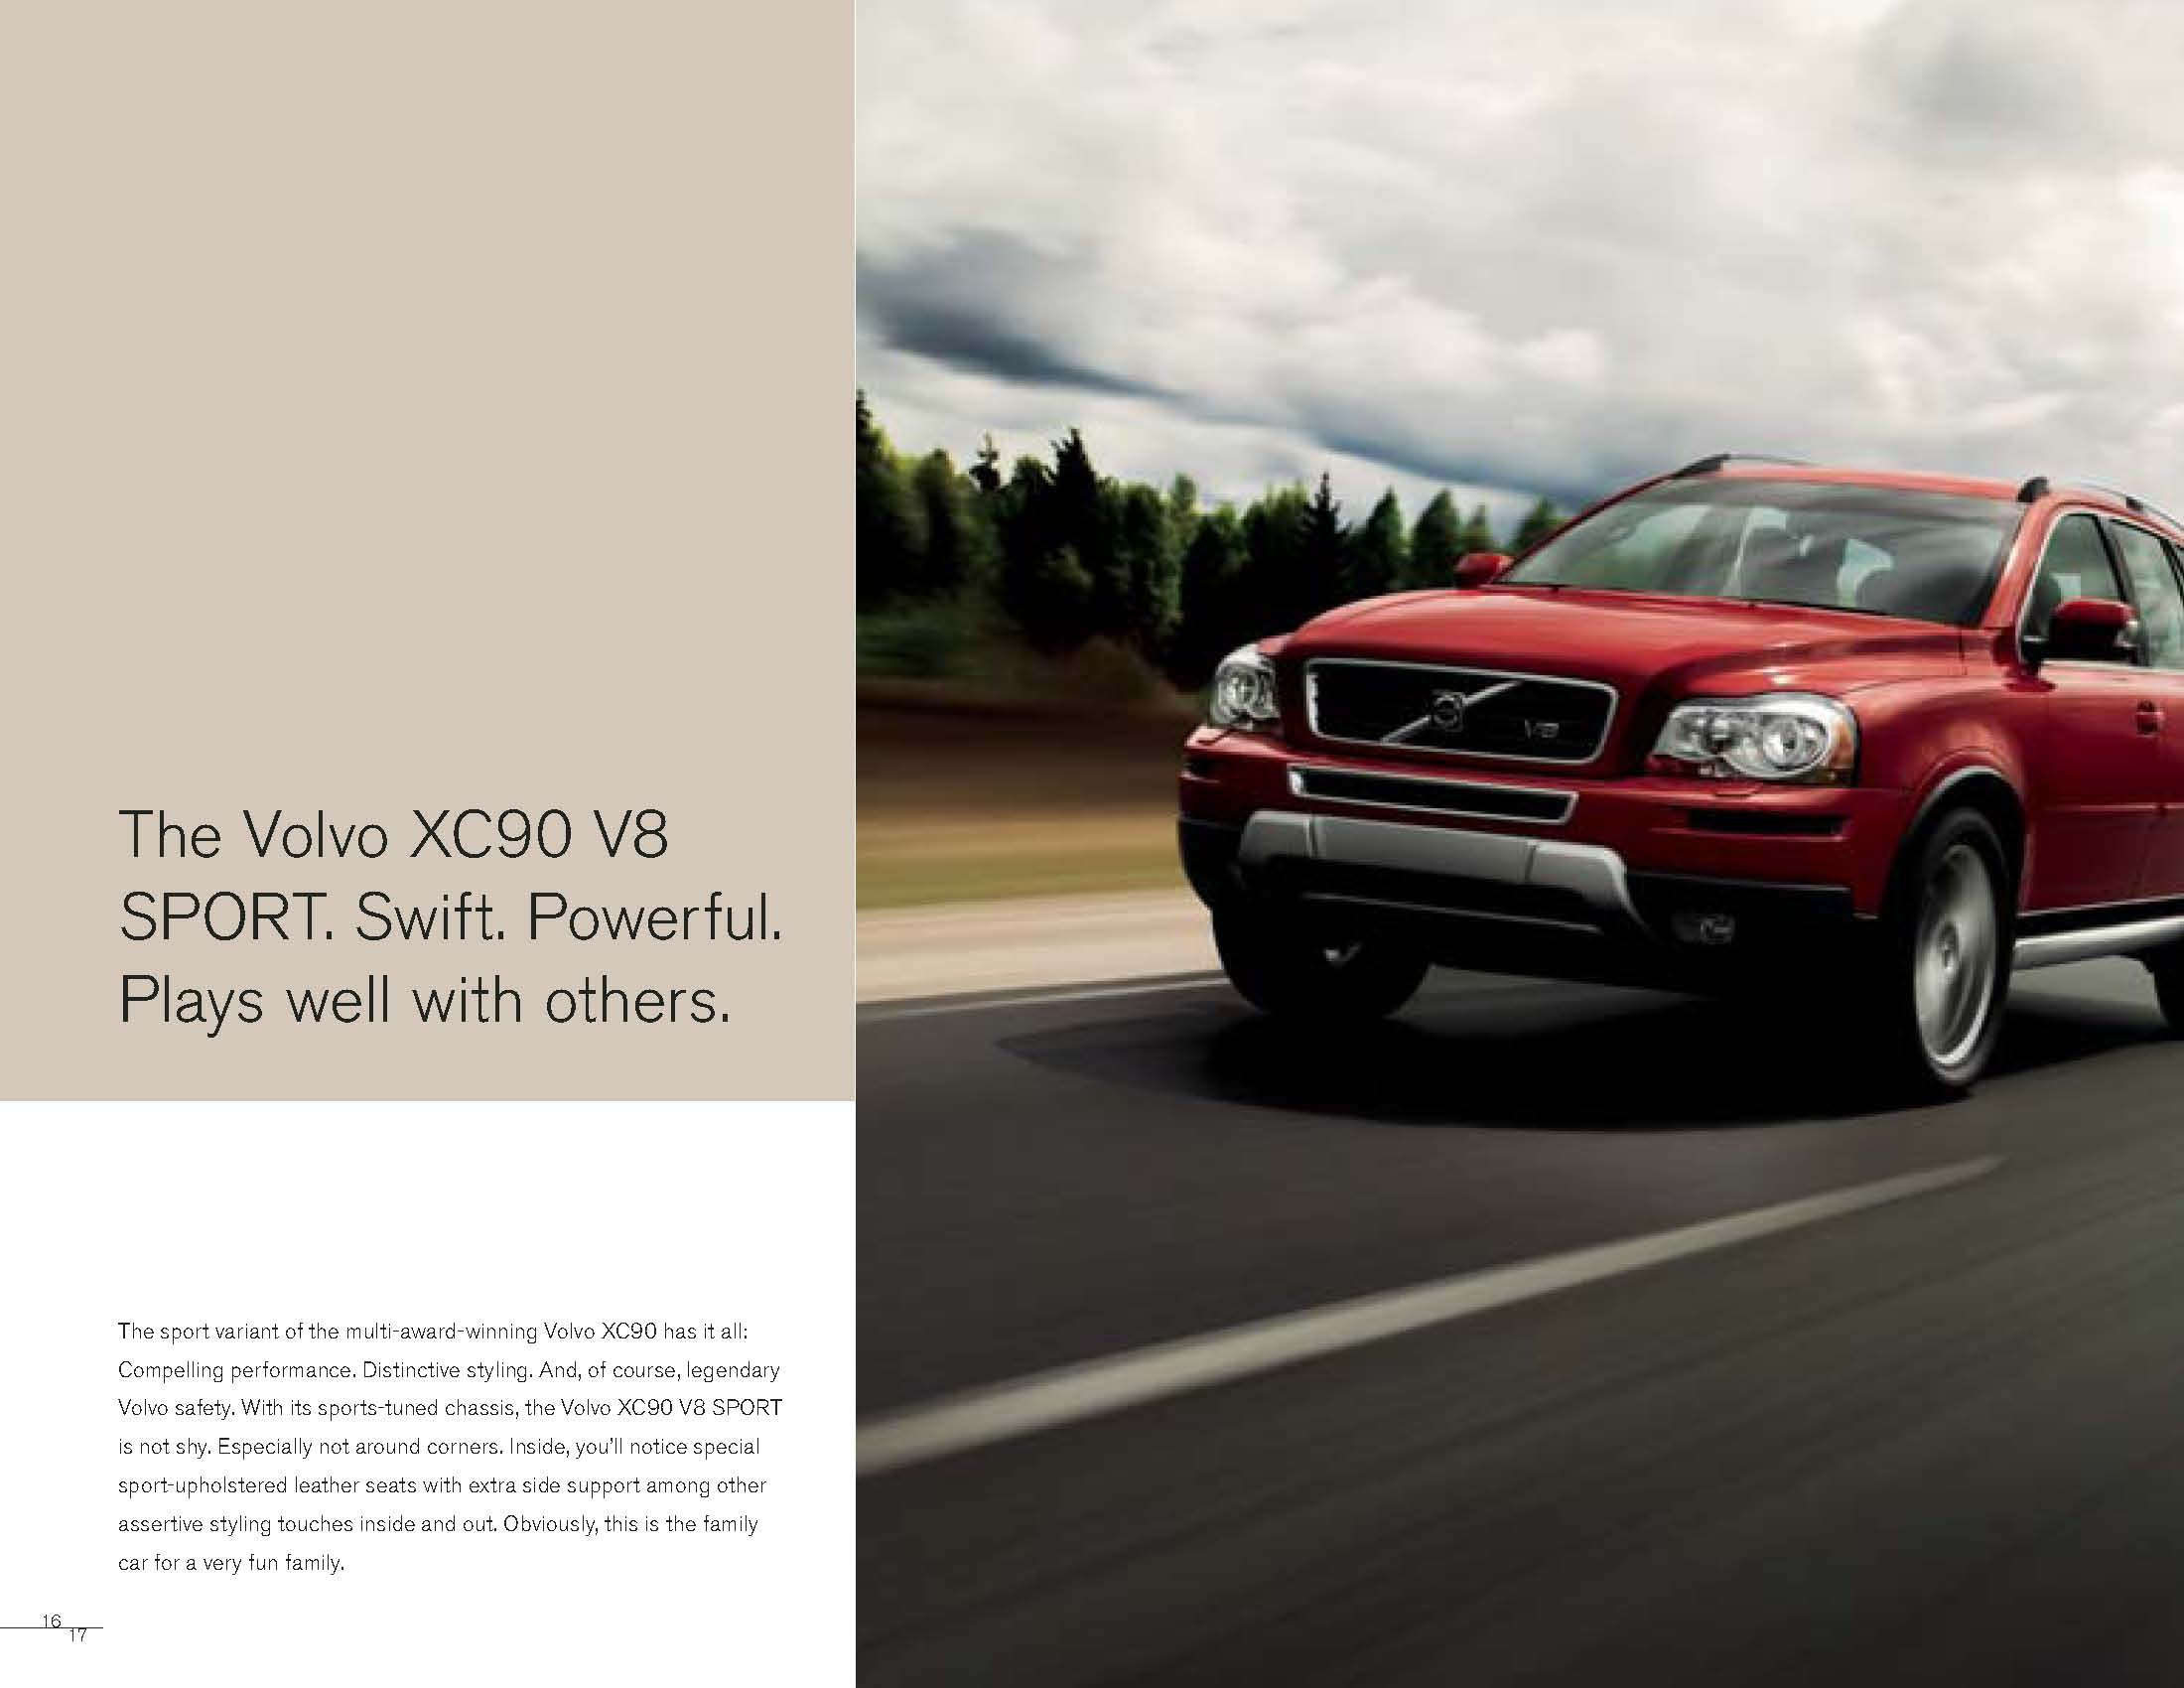 The Volvo XC90 V8
SPORT. Swift. Powerful.
Plays well with others.
The sport variant of the multi-award-winning Volvo XC90 has it all:
Compelling performance. Distinctive styling. And, of course, legendary
Volvo safety. With its sports-tuned chassis, the Volvo XC90 V8 SPORT
is not shy. Especially not around corners. Inside, you'll notice special
sport-upholstered leather seats with extra side support among other
assertive styling touches inside and out. Obviously, this is the family
car for a very fun family.
16
17
V8